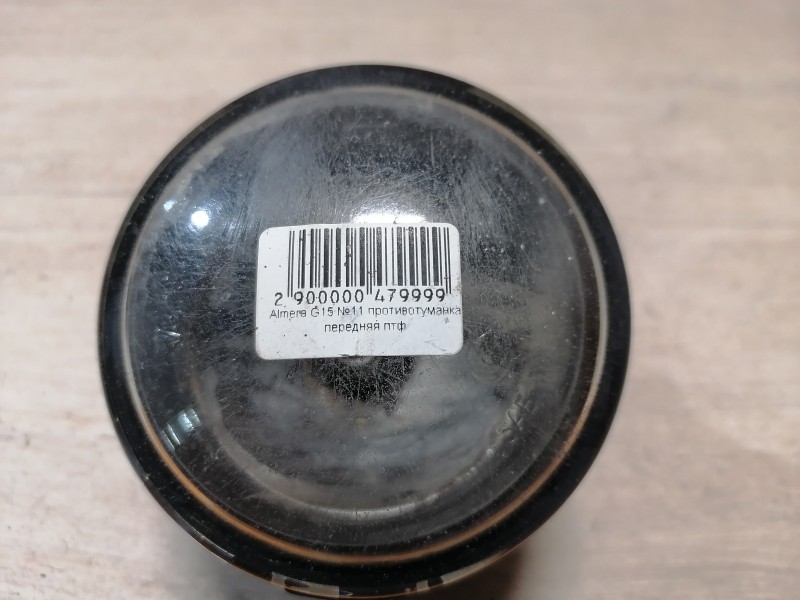 2 900000 479999
Almera G15 №11 противотуманка
передняя птф